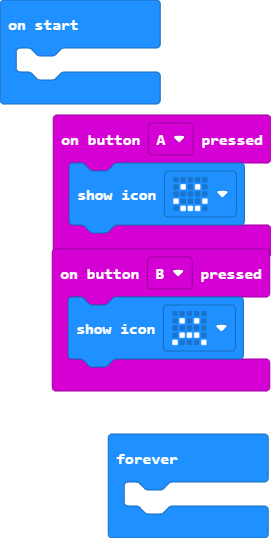 on start
on button A pressed
show icon
on button B pressed
show icon
forever